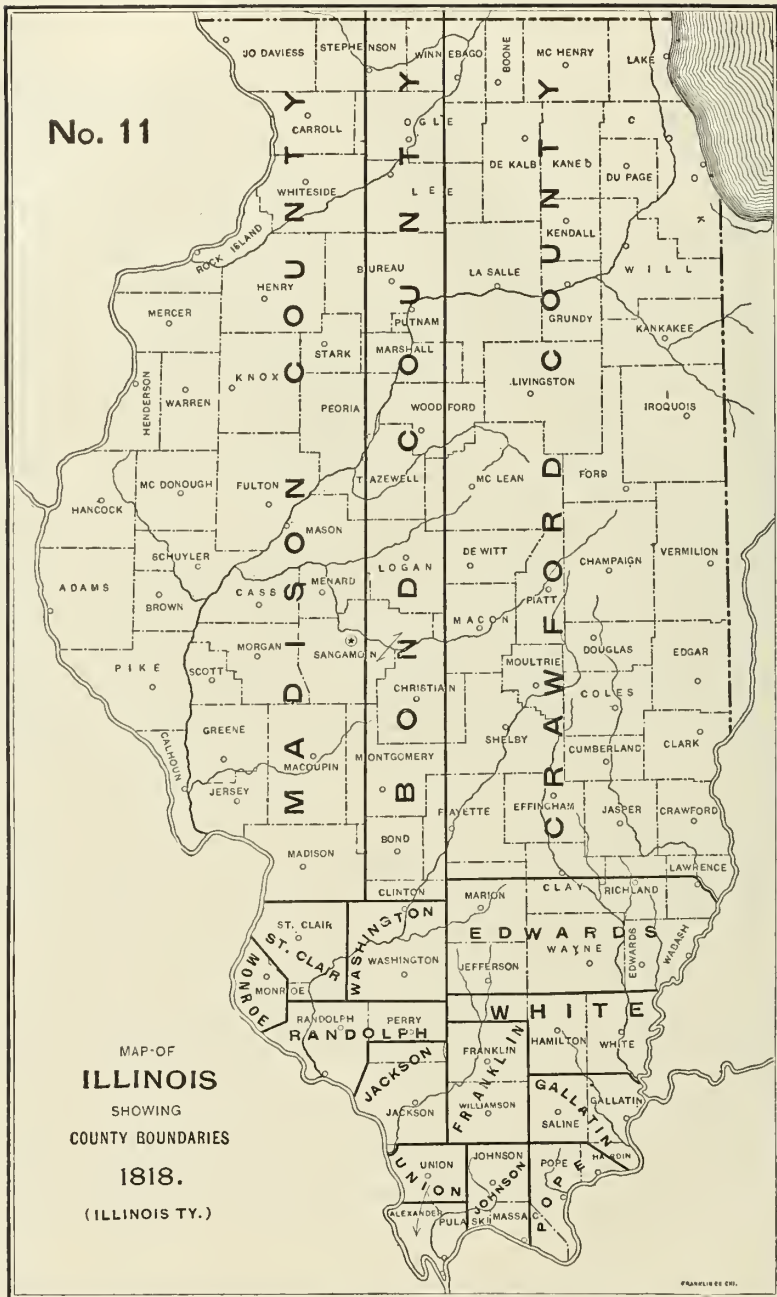 No. 11
JO DAVIESS
STEPHENSON
WINNEBAGO
BOONE
MC HENRY
LAKE
CARROLL
OGLE
DE KALB
KANE
DU PAGE
COOK
WHITESIDE
LEE
KENDALL
ROCK ISLAND
HENRY
BUREAU
LA SALLE
WILL
MERCER
PUTNAM
GRUNDY
STARK
MARSHALL
KANKAKEE
HENDERSON
WARREN
KNOX
PEORIA
WOODFORD
LIVINGSTON
IROQUOIS
HANCOCK
MC DONOUGH
FULTON
TAZEWELL
MC LEAN
FORD
MASON
SCHUYLER
LOGAN
DE WITT
CHAMPAIGN
VERMILION
ADAMS
BROWN
CASS
MENARD
MACON
PIATT
PIKE
SCOTT
MORGAN
SANGAMON
MOULTRIE
DOUGLAS
EDGAR
CHRISTIAN
COLES
GREENE
CALHOUN
SHELBY
CUMBERLAND
CLARK
JERSEY
MACOUPIN
MONTGOMERY
FAYETTE
EFFINGHAM
JASPER
CRAWFORD
MADISON
BOND
LAWRENCE
CLINTON
MARION
CLAY
RICHLAND
MADISON COUNTY
BOND COUNTY
CRAWFORD COUNTY
ST. CLAIR
ST. CLAIR
WASHINGTON
WASHINGTON
EDWARDS
WAYNE
EDWARDS
WABASH
JEFFERSON
MONROE
MONROE
RANDOLPH
PERRY
RANDOLPH
WHITE
HAMILTON
WHITE
JACKSON
JACKSON
FRANKLIN
FRANKLIN
WILLIAMSON
GALLATIN
GALLATIN
SALINE
UNION
UNION
JOHNSON
JOHNSON
POPE
POPE
HARDIN
ALEXANDER
PULASKI
MASSAC
MAP-OF
ILLINOIS
SHOWING
COUNTY BOUNDARIES
1818.
(ILLINOIS TY.)